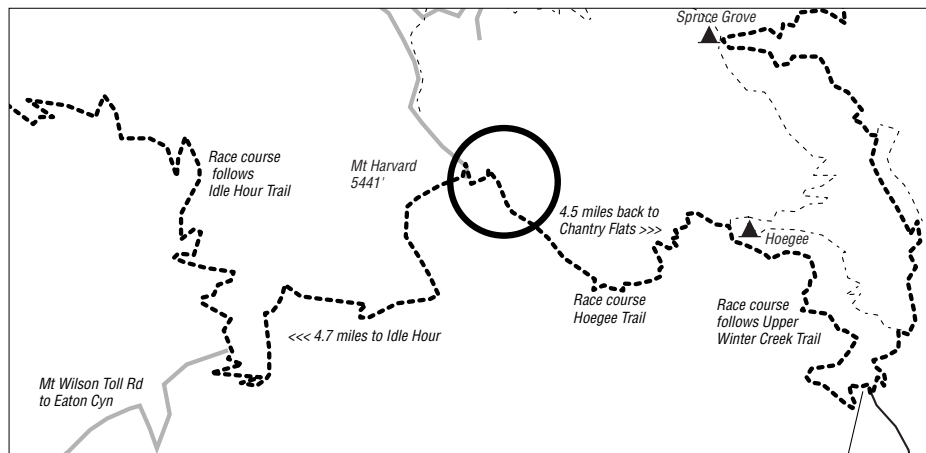 Spruce Grove
Race course
follows
Idle Hour Trail
Mt Harvard
5441'
4.5 miles back to
Chantry Flats >>>
Hoegee
Race course
Hoegee Trail
Race course
follows Upper
Winter Creek Trail
<<< 4.7 miles to Idle Hour
Mt Wilson Toll Rd
to Eaton Cyn